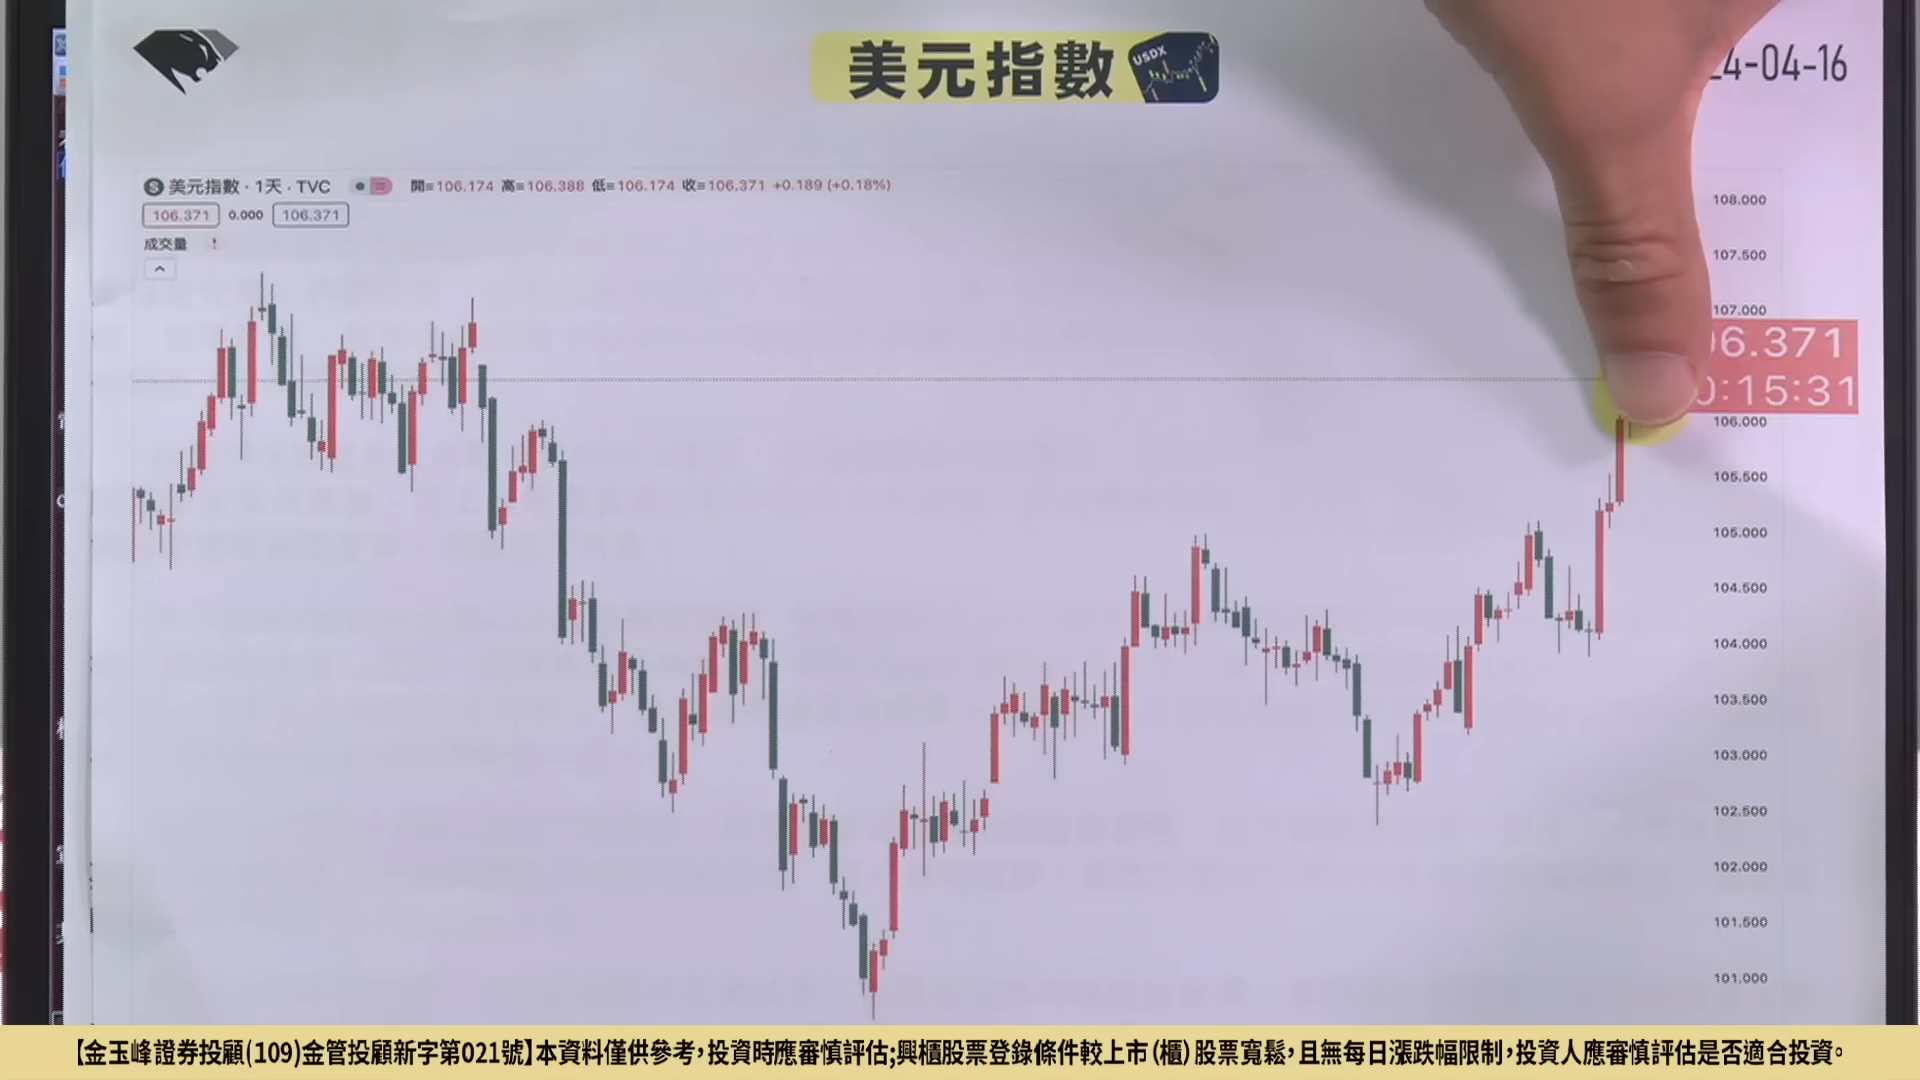 美元指數
USDX
4-04-16
美元指數 · 1天 · TVC
開=106.174 高=106.388 低=106.174 收=106.371 +0.189 (+0.18%)
106.371 0.000 106.371
成交量
108.000
107.500
107.000
6.371
0:15:31
106.000
105.500
105.000
104.500
104.000
103.500
103.000
102.500
102.000
101.500
101.000
【金玉峰證券投顧(109)金管投顧新字第021號】本資料僅供參考,投資時應審慎評估;興櫃股票登錄條件較上市(櫃)股票寬鬆,且無每日漲跌幅限制,投資人應審慎評估是否適合投資。